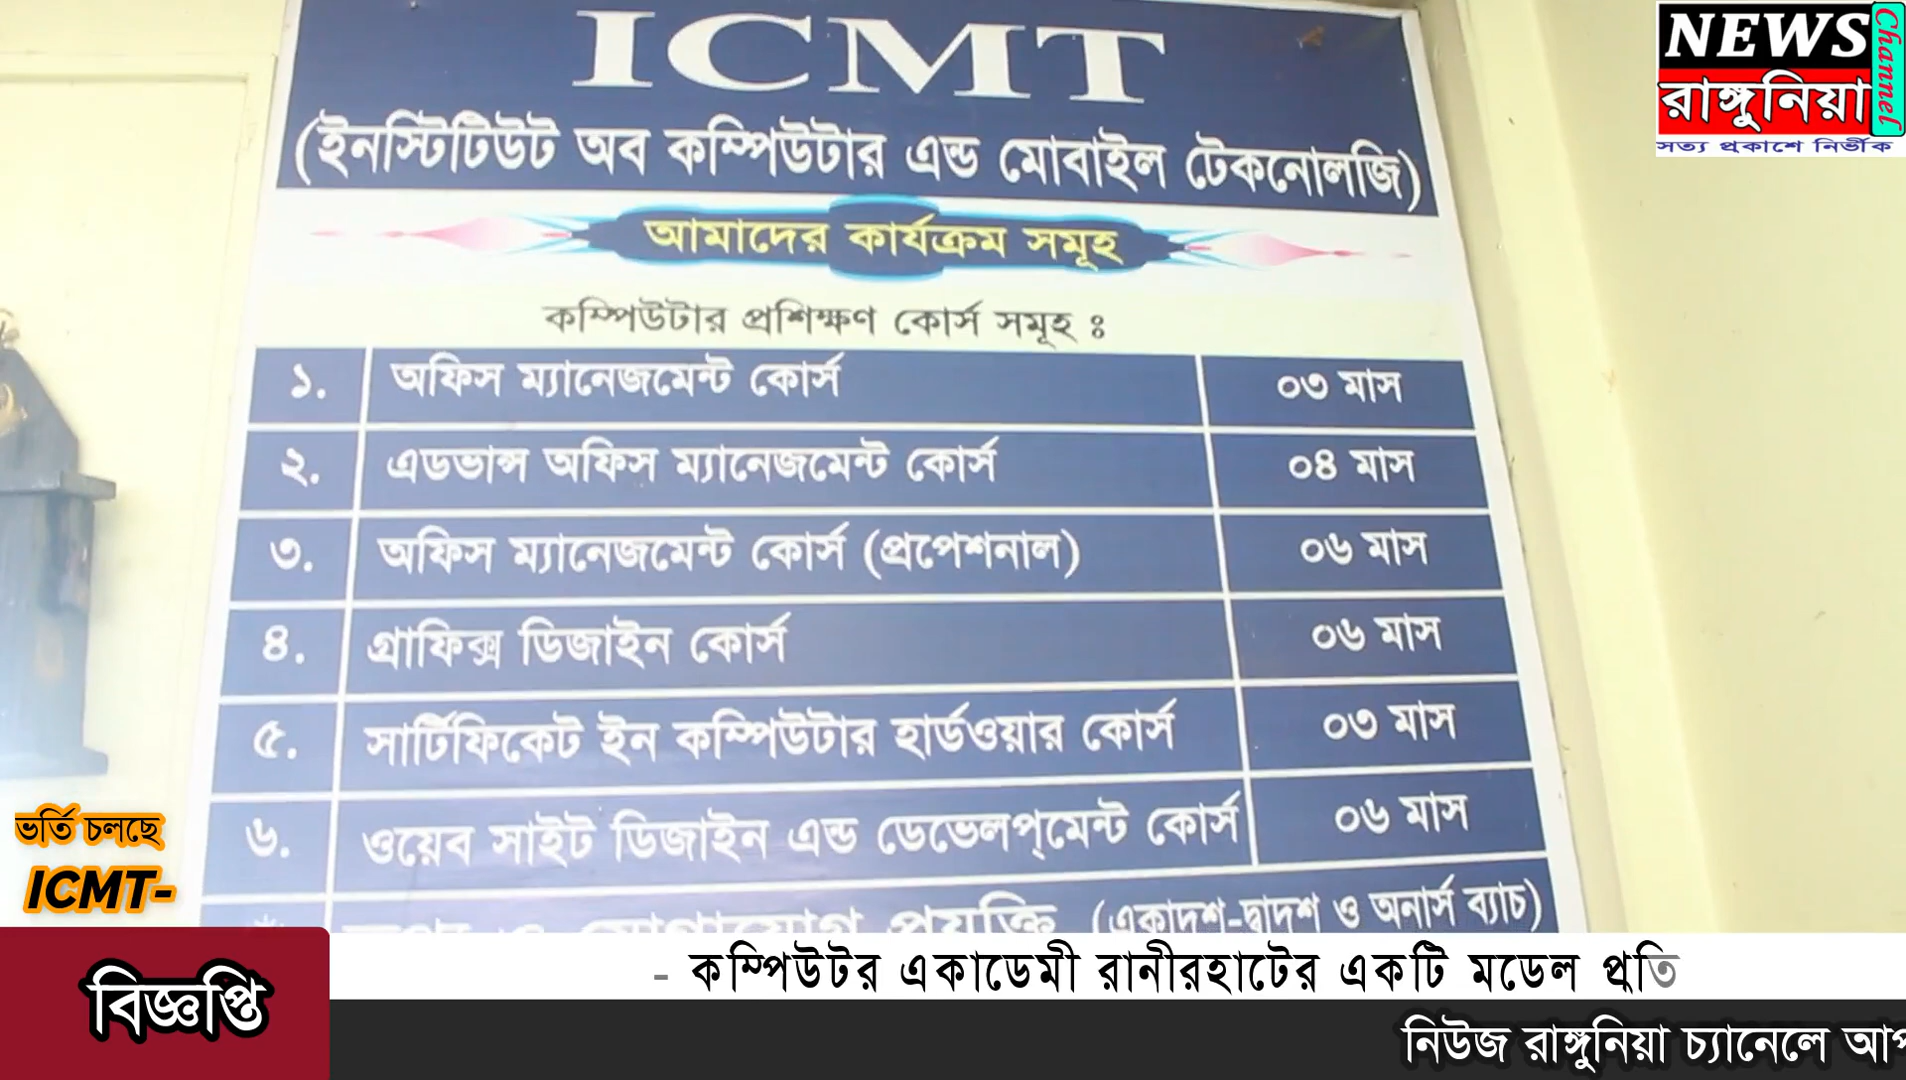 ICMT
(ইনস্টিটিউট অব কম্পিউটার এন্ড মোবাইল টেকনোলজি)
আমাদের কার্যক্রম সমূহ
কম্পিউটার প্রশিক্ষণ কোর্স সমূহ ঃ
১. অফিস ম্যানেজমেন্ট কোর্স ০৩ মাস
২. এডভান্স অফিস ম্যানেজমেন্ট কোর্স ০৪ মাস
৩. অফিস ম্যানেজমেন্ট কোর্স (প্রপেশনাল) ০৬ মাস
৪. গ্রাফিক্স ডিজাইন কোর্স ০৬ মাস
৫. সার্টিফিকেট ইন কম্পিউটার হার্ডওয়ার কোর্স ০৩ মাস
৬. ওয়েব সাইট ডিজাইন এন্ড ডেভেলপ্‌মেন্ট কোর্স ০৬ মাস
ও যোগাযোগ প্রযুক্তি (একাদশ-দ্বাদশ ও অনার্স ব্যাচ)
NEWS
Channel
রাঙ্গুনিয়া
সত্য প্রকাশে নির্ভীক
ভর্তি চলছে
ICMT-
বিজ্ঞপ্তি
- কম্পিউটর একাডেমী রানীরহাটের একটি মডেল প্রতি
নিউজ রাঙ্গুনিয়া চ্যানেলে আপ